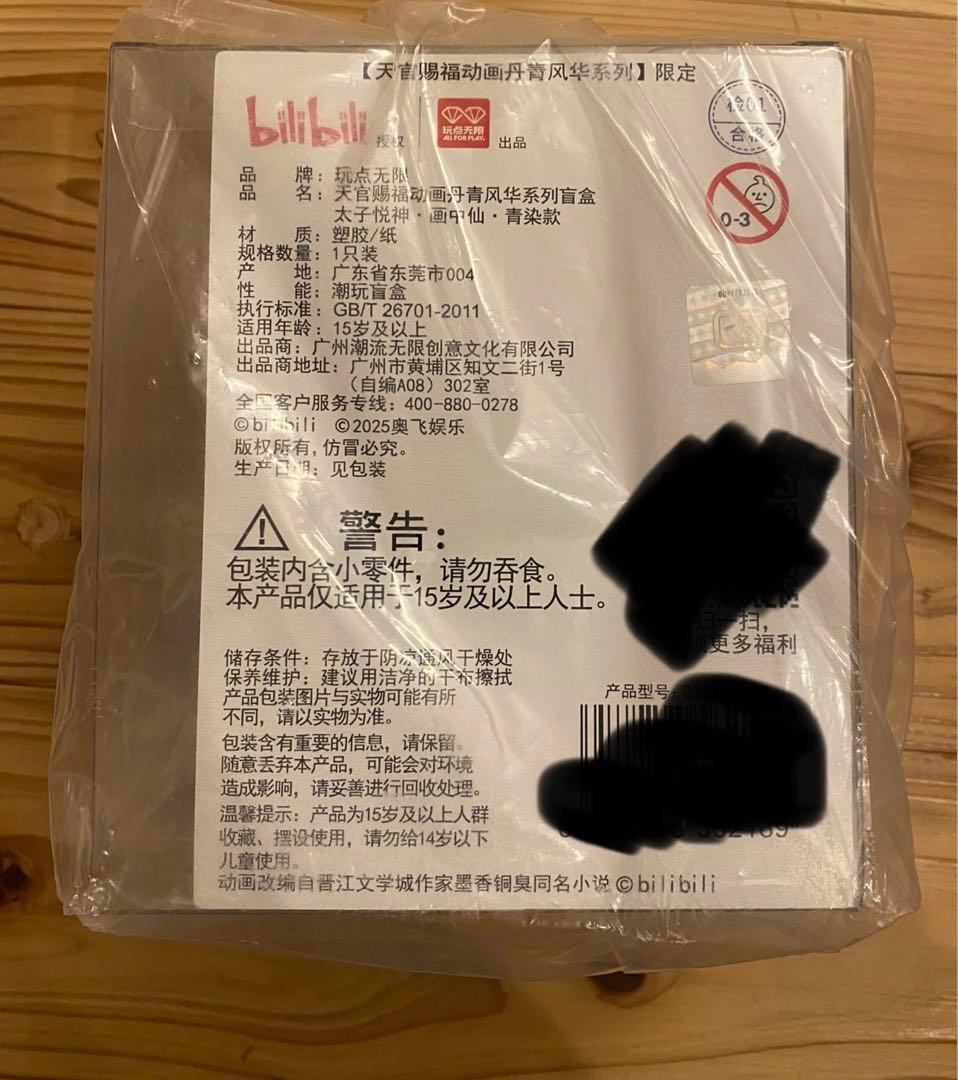 【天官赐福动画丹青风华系列】限定
bilibili 授权 玩点无限 ALL FOR PLAY. 出品
检01
合格
0-3
品 牌：玩点无限
品 名：天官赐福动画丹青风华系列盲盒
太子悦神·画中仙·青染款
材 质：塑胶/纸
规格数量：1只装
产 地：广东省东莞市004
性 能：潮玩盲盒
执行标准：GB/T 26701-2011
适用年龄：15岁及以上
出品商：广州潮流无限创意文化有限公司
出品商地址：广州市黄埔区知文二街1号
（自编A08）302室
全国客户服务专线：400-880-0278
©bilibili ©2025奥飞娱乐
版权所有，仿冒必究。
生产日期：见包装
警告：
包装内含小零件，请勿吞食。
本产品仅适用于15岁及以上人士。
扫一扫，
更多福利
储存条件：存放于阴凉通风干燥处
保养维护：建议用洁净的干布擦拭
产品包装图片与实物可能有所
不同，请以实物为准。
产品型号：
包装含有重要的信息，请保留。
随意丢弃本产品，可能会对环境
造成影响，请妥善进行回收处理。
温馨提示：产品为15岁及以上人群
收藏、摆设使用，请勿给14岁以下
儿童使用。
动画改编自晋江文学城作家墨香铜臭同名小说©bilibili